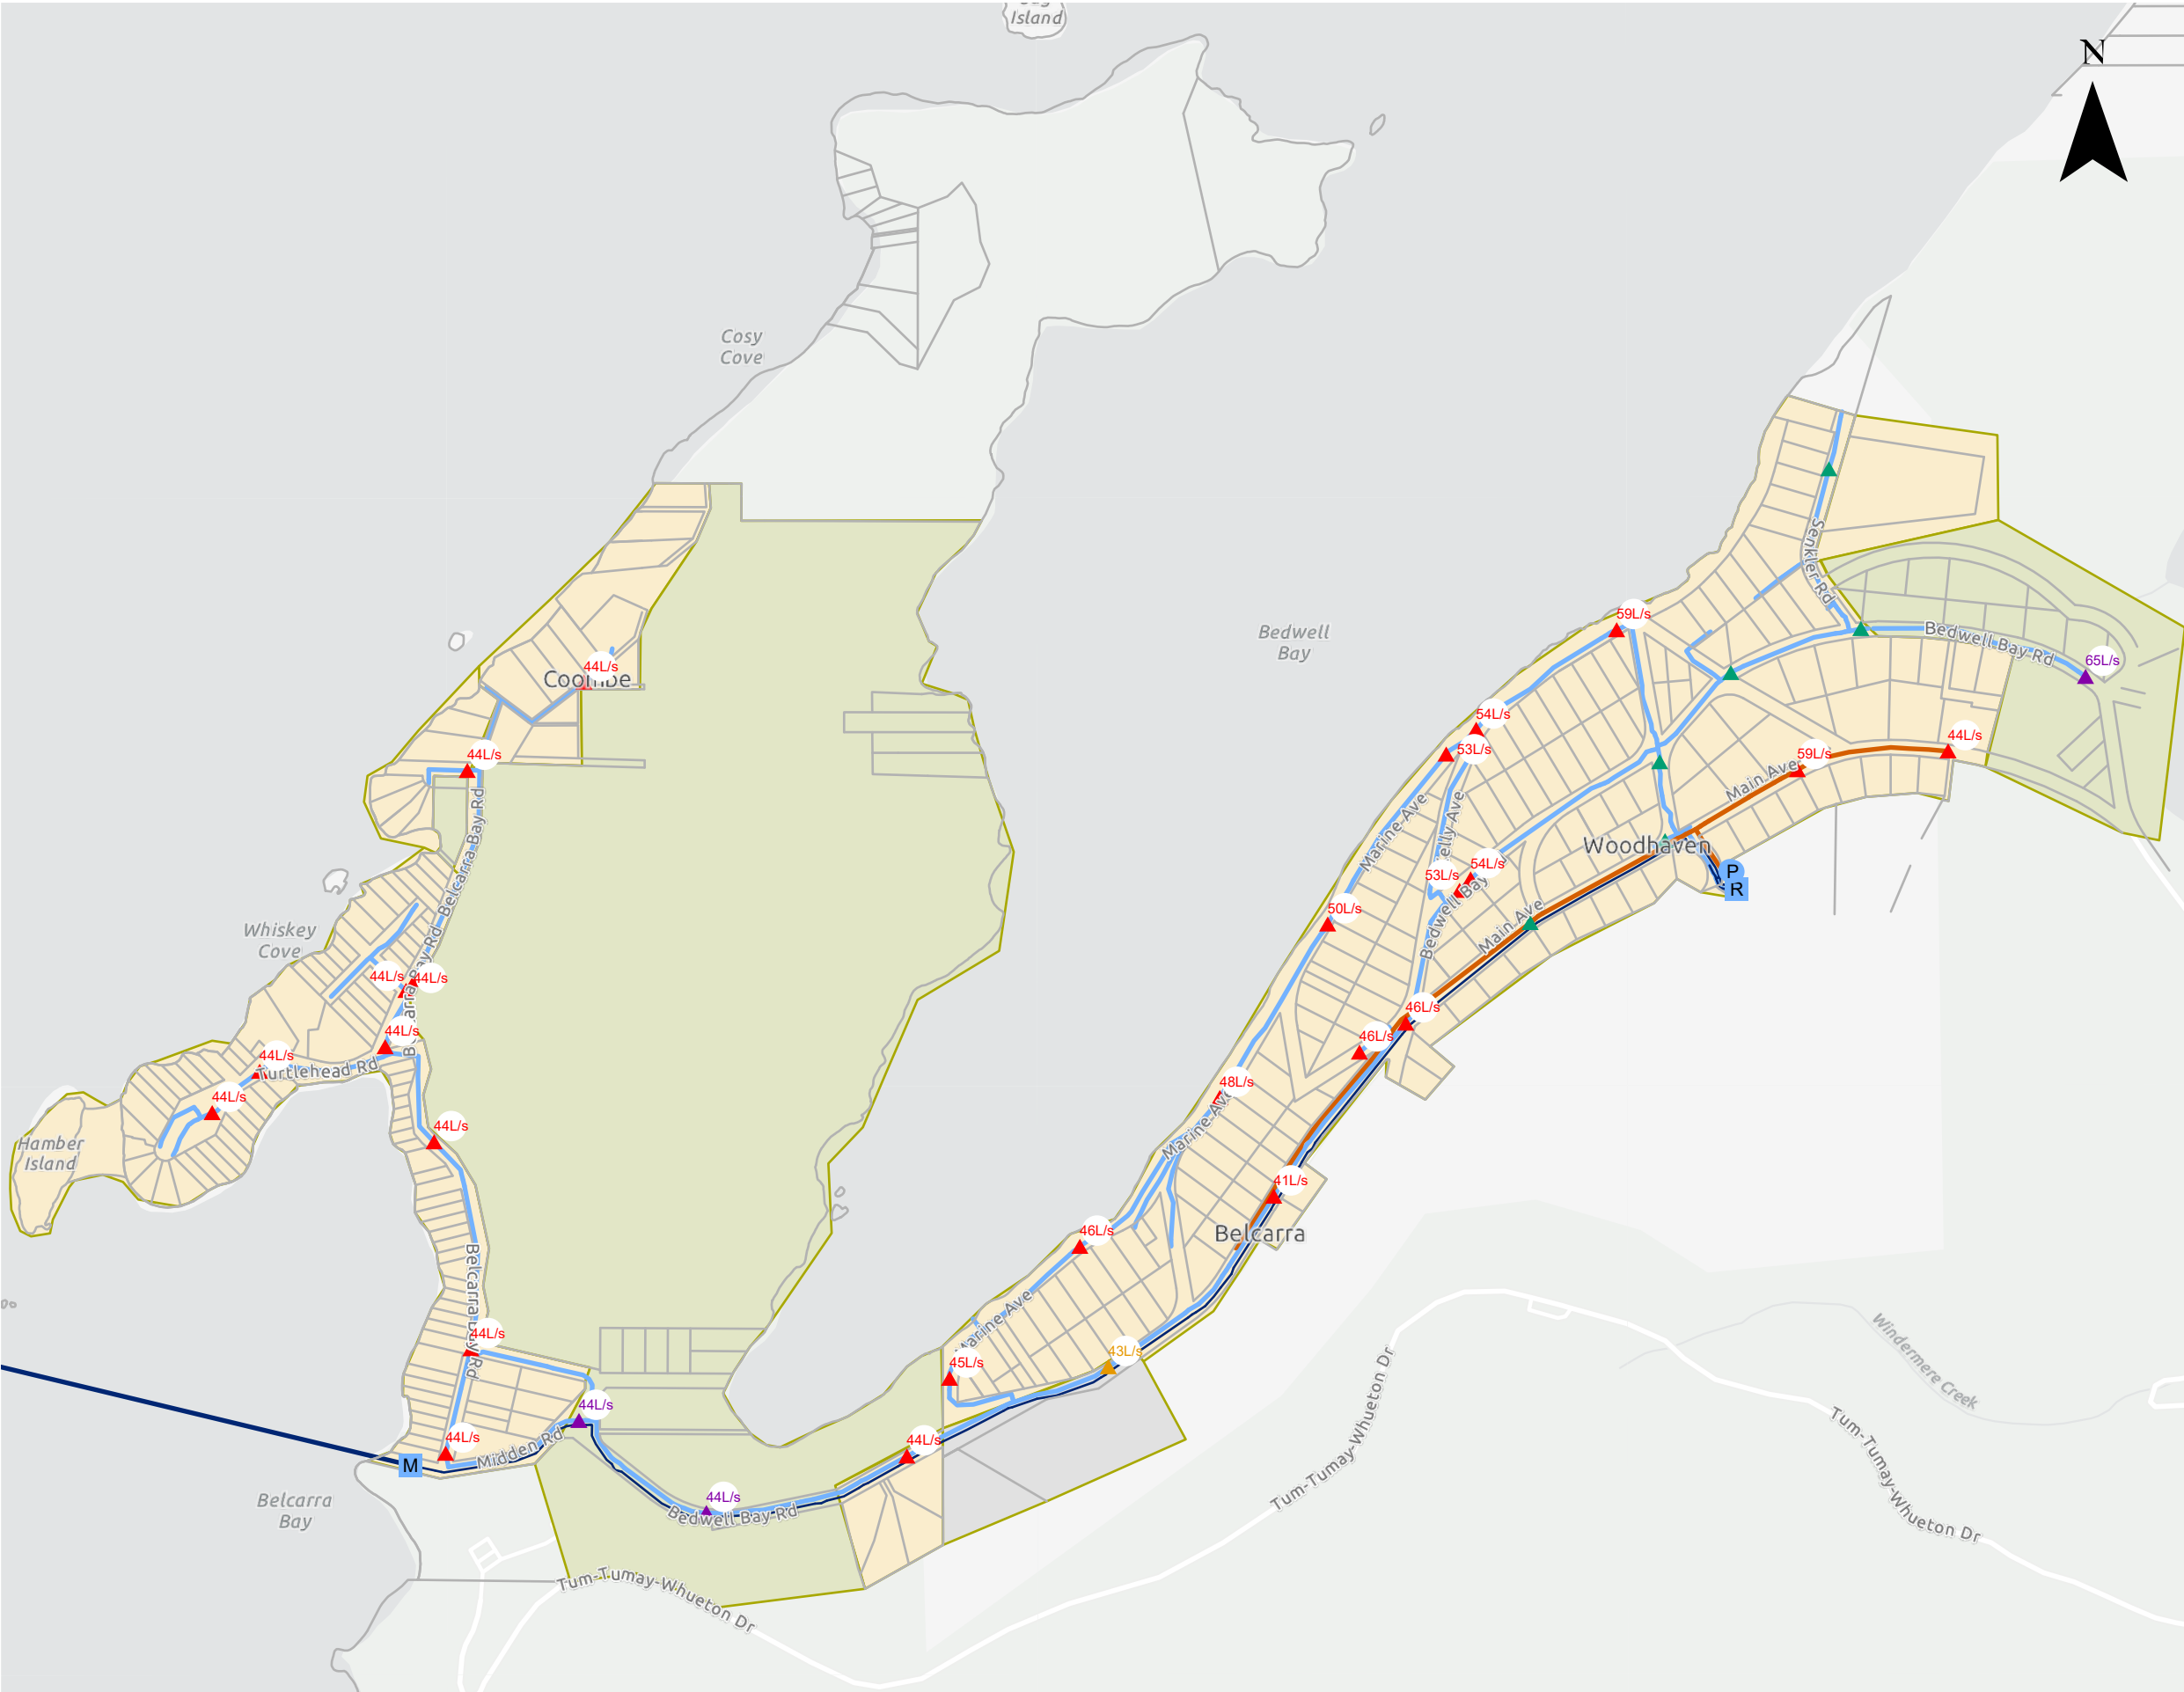 Island
N
Cosy
Cove
Senkler Rd
59L/s
Bedwell
Bay
Bedwell Bay Rd
65L/s
44L/s
Coombe
54L/s
53L/s
44L/s
59L/s
Main Ave
44L/s
Marine Ave
elly Ave
Woodhaven
54L/s
53L/s
P
R
Bedwell Bay
Belcarra Bay Rd
50L/s
Main Ave
Whiskey
Cove
44L/s
44L/s
46L/s
46L/s
44L/s
44L/s
Turtlehead Rd
48L/s
44L/s
44L/s
Marine Ave
Hamber
Island
41L/s
46L/s
Belcarra
Belcarra Bay Rd
Marine Ave
44L/s
45L/s
43L/s
Windermere Creek
44L/s
44L/s
44L/s
Midden Rd
M
44L/s
Bedwell Bay Rd
Belcarra
Bay
Tum-Tumay-Whueton Dr
Tum-Tumay-Whueton Dr
Tum-Tumay-Whueton Dr